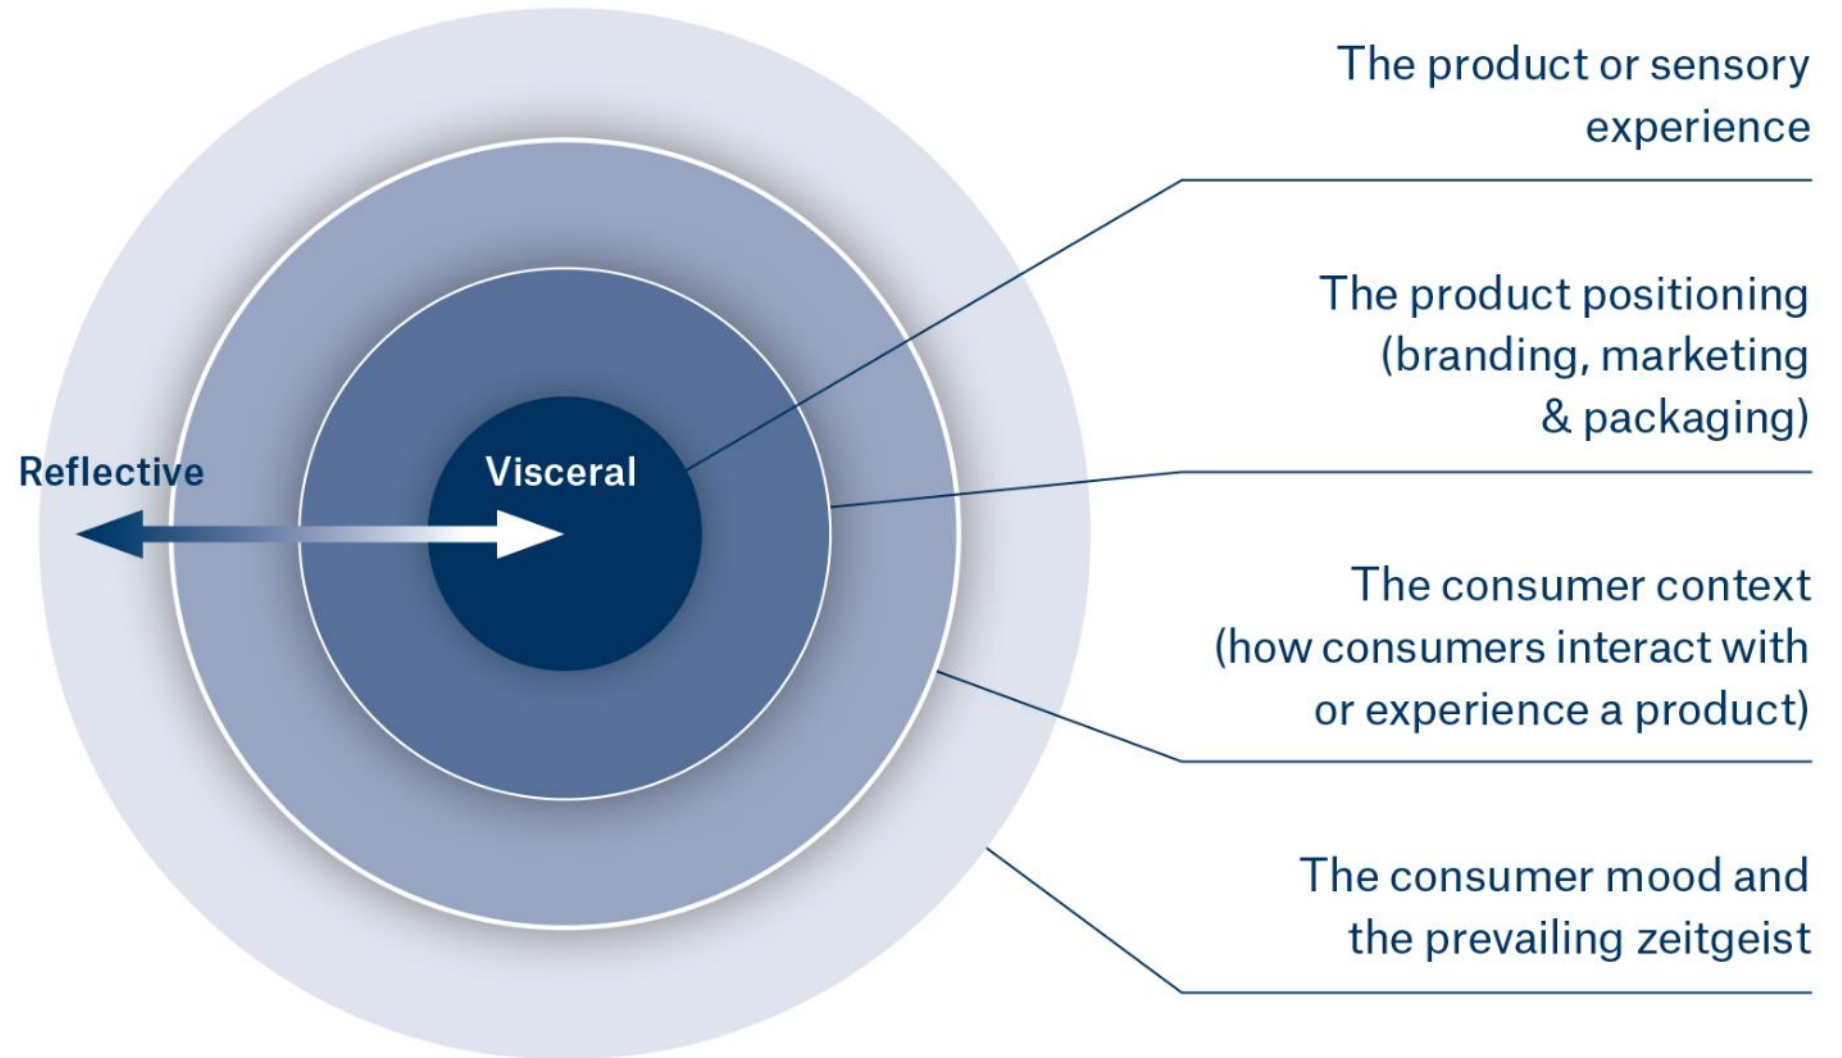 The product or sensory
experience
The product positioning
(branding, marketing
& packaging)
Reflective
Visceral
The consumer context
(how consumers interact with
or experience a product)
The consumer mood and
the prevailing zeitgeist